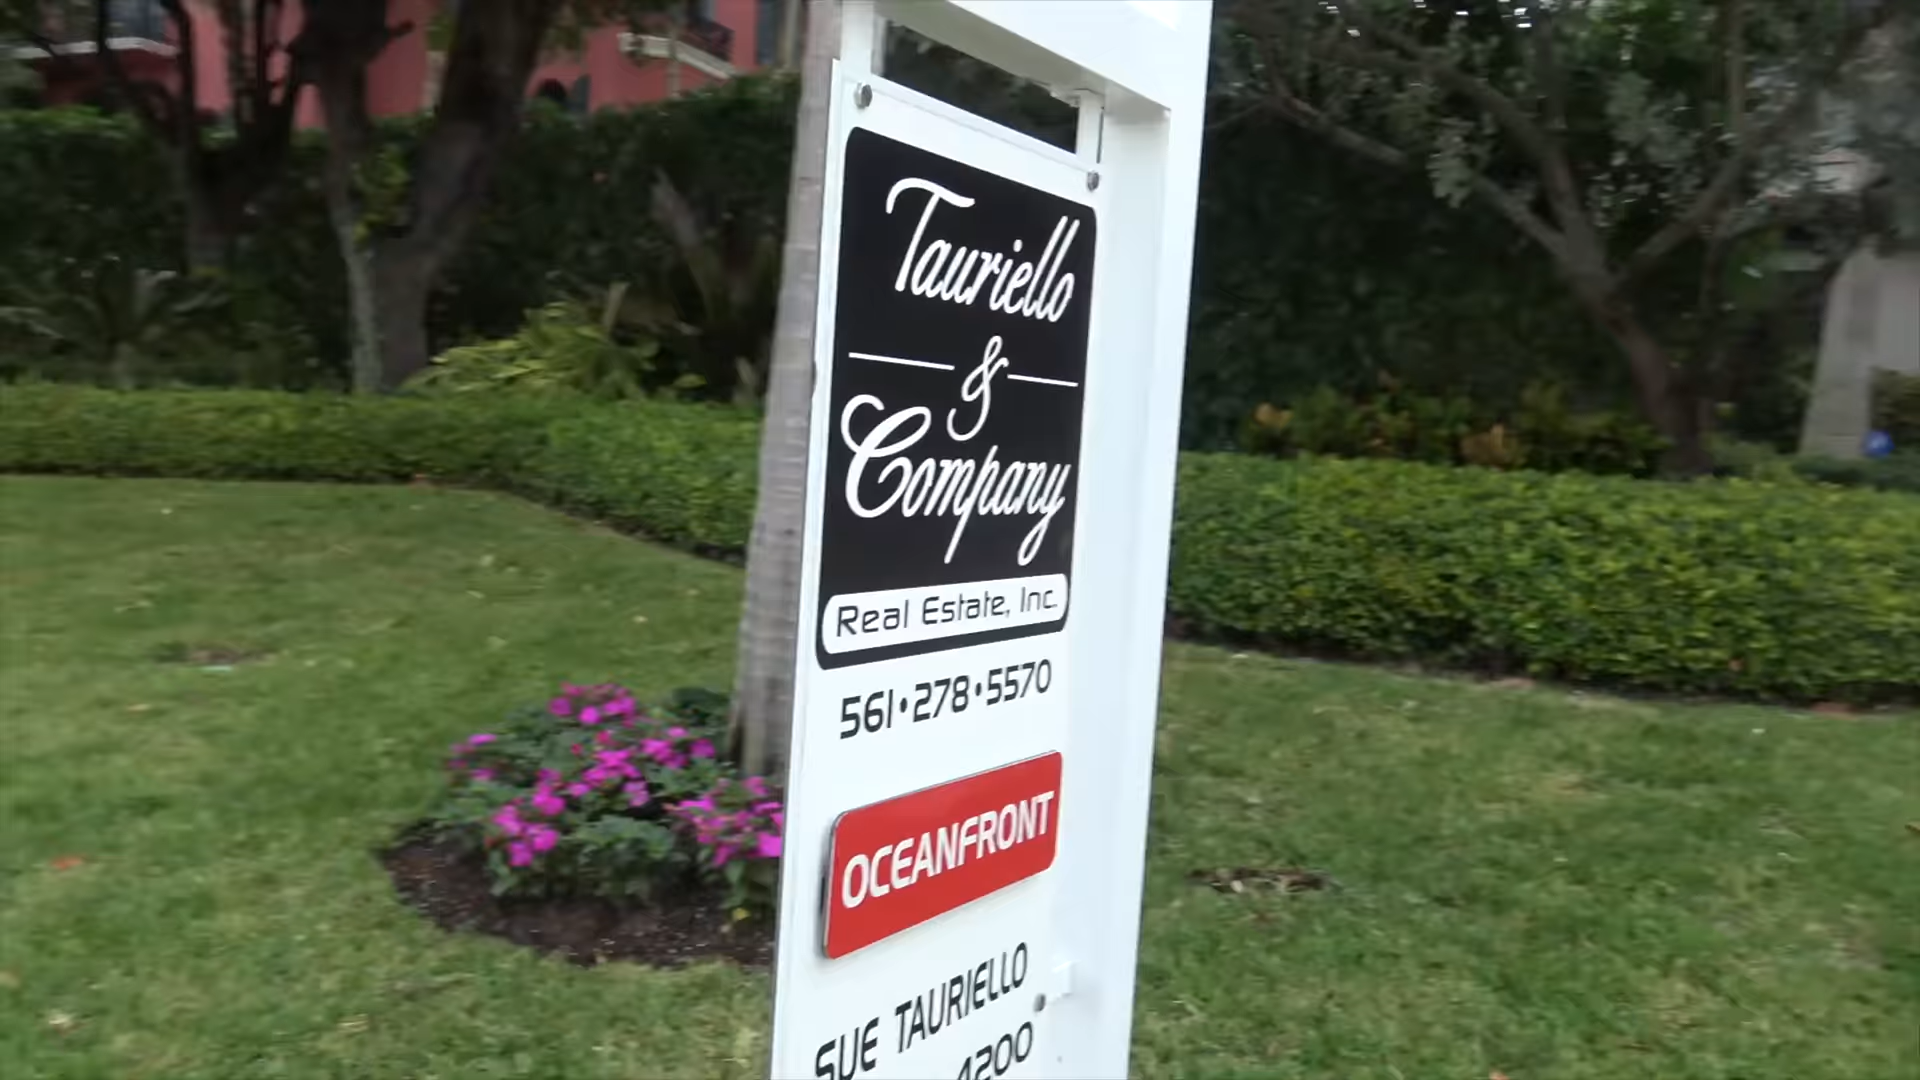 Tauriello
&
Company
Real Estate, Inc.
561•278•5570
OCEANFRONT
SUE TAURIELLO
4200